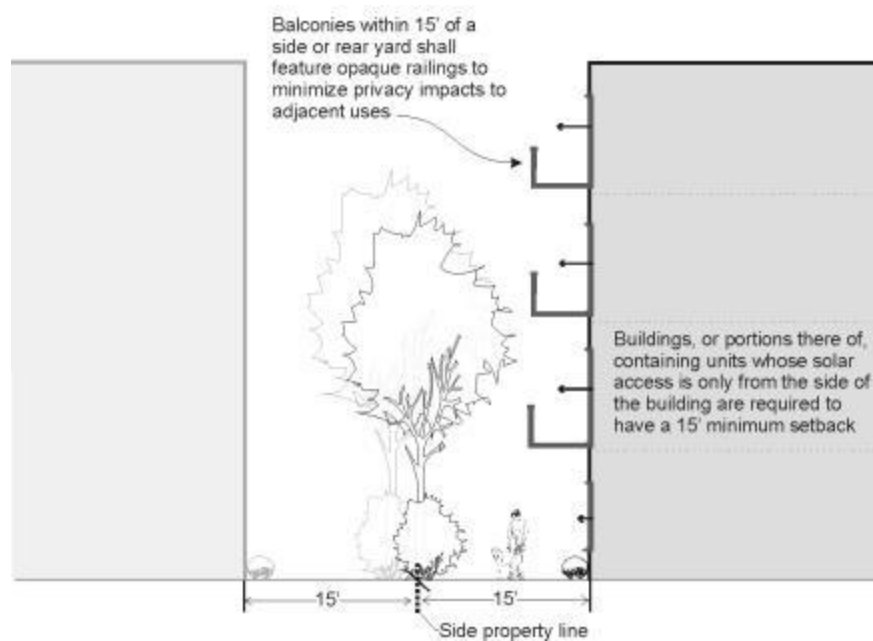 Balconies within 15' of a
side or rear yard shall
feature opaque railings to
minimize privacy impacts to
adjacent uses
Buildings, or portions there of,
containing units whose solar
access is only from the side of
the building are required to
have a 15' minimum setback
15'
15'
Side property line